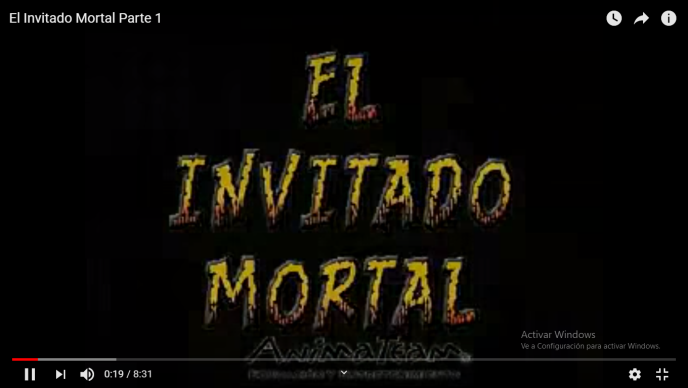 El Invitado Mortal Parte 1
EL
INVITADO
MORTAL
Animalteam
Activar Windows
Ve a Configuración para activar Windows.
0:19 / 8:31